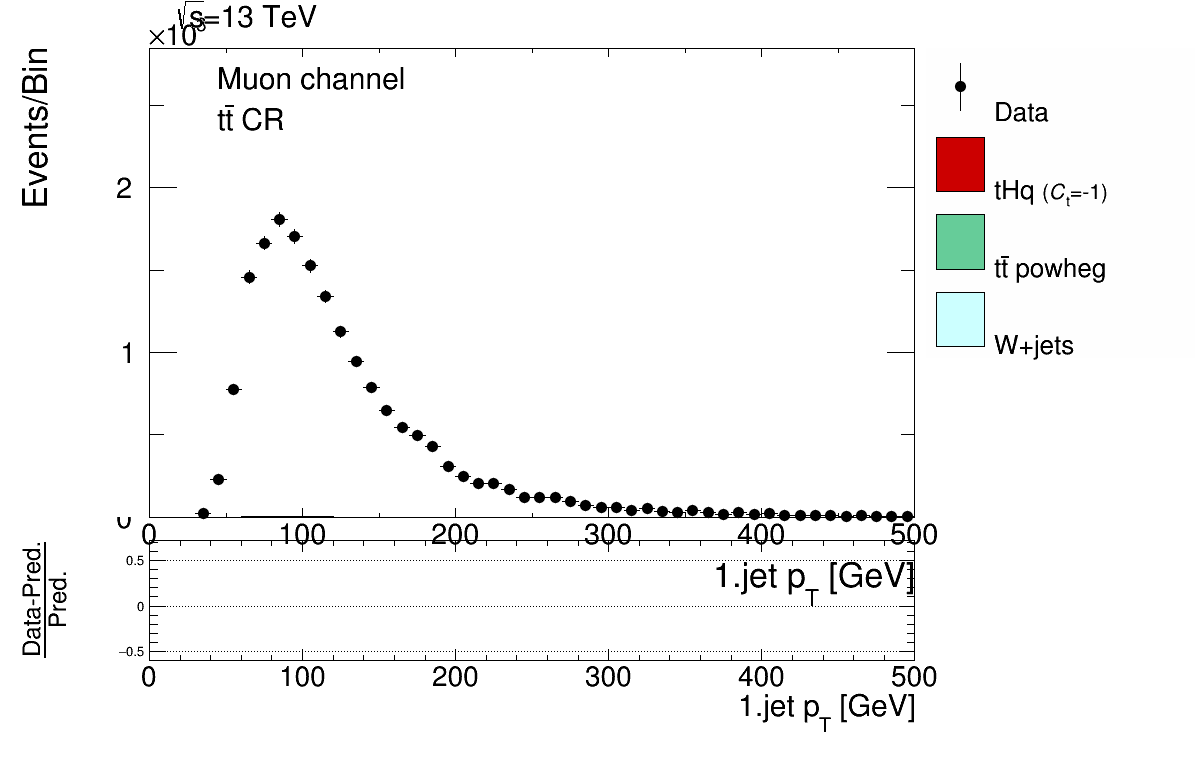 √s=13 TeV
×10³
Events/Bin
Muon channel
tt̄ CR
2
1
0
0 100 200 300 400 500
1.jet p_T [GeV]
Data
tHq (C_t=-1)
tt̄ powheg
W+jets
Data-Pred.
Pred.
0.5
0
−0.5
0 100 200 300 400 500
1.jet p_T [GeV]